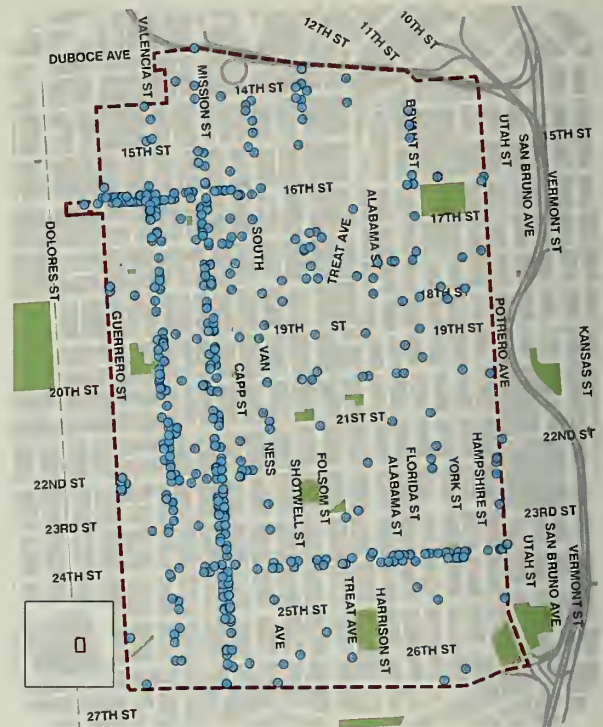 10TH ST
11TH ST
12TH ST
DUBOCE AVE
VALENCIA ST
MISSION ST
14TH ST
BRYANT ST
UTAH ST
SAN BRUNO AVE
VERMONT ST
15TH ST
15TH ST
16TH ST
ALABAMA ST
17TH ST
TREAT AVE
SOUTH
DOLORES ST
18TH ST
GUERRERO ST
19TH ST
19TH ST
POTRERO AVE
KANSAS ST
VAN
CAPP ST
20TH ST
21ST ST
22ND ST
NESS
SHOTWELL ST
FOLSOM ST
ALABAMA ST
FLORIDA ST
YORK ST
HAMPSHIRE ST
22ND ST
23RD ST
23RD ST
UTAH ST
SAN BRUNO AVE
VERMONT ST
24TH ST
25TH ST
AVE
TREAT AVE
HARRISON ST
26TH ST
27TH ST